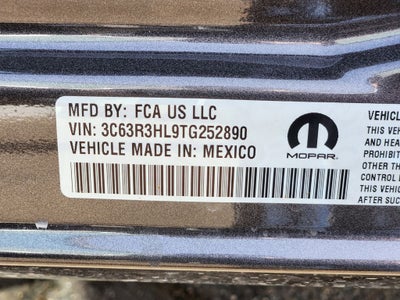 MFD BY: FCA US LLC
VIN: 3C63R3HL9TG252890
VEHICLE MADE IN: MEXICO
MOPAR
VEHICL
THIS VEH
AND HEA
PROHIBIT
OTHER TH
CONTROL
THIS VEHI
AFTER SUC